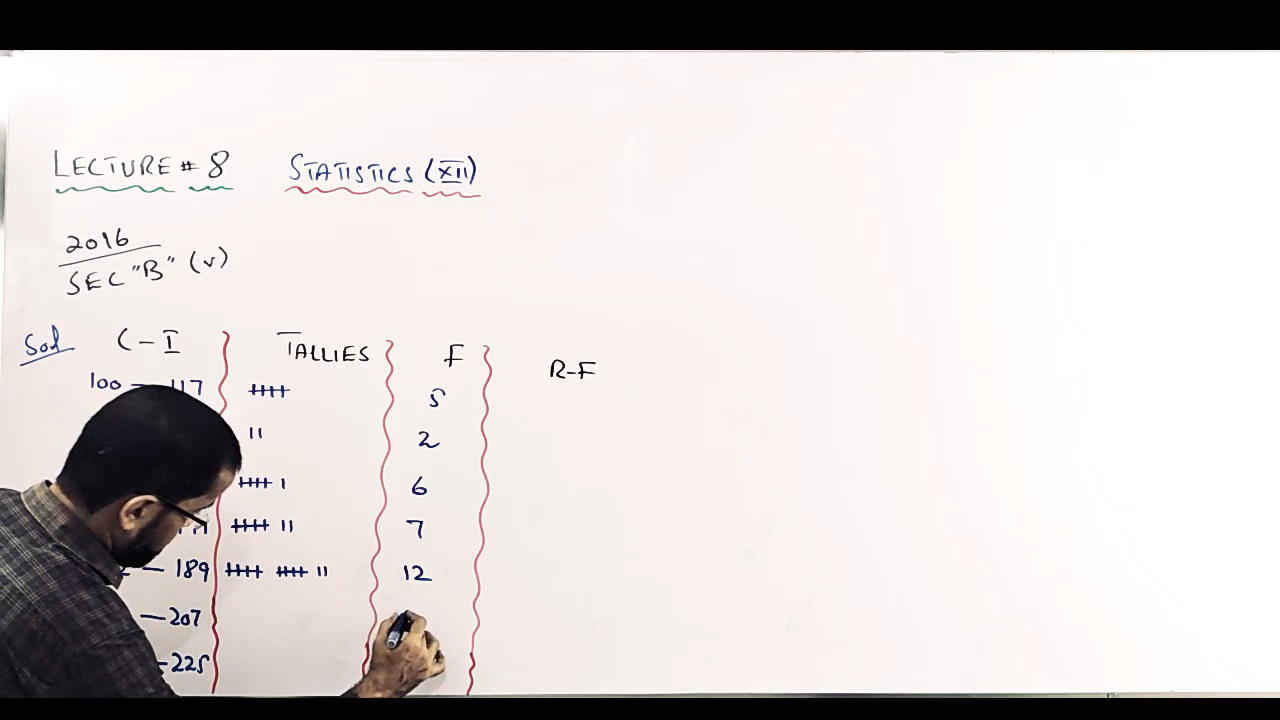 LECTURE # 8 STATISTICS (XII)
2016
SEC "B" (v)
Sol C - I TALLIES F R-F
100 — 117 5
2
6
7
— 189 12
— 207
- 225